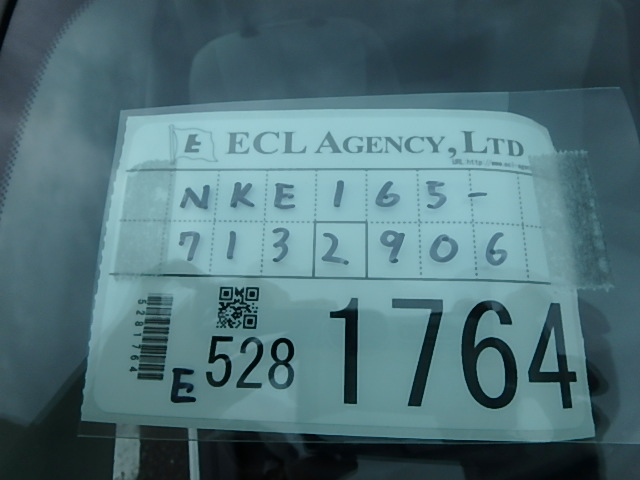 E ECL AGENCY, LTD
NKE165-
7132906
5281764
E 528 1764